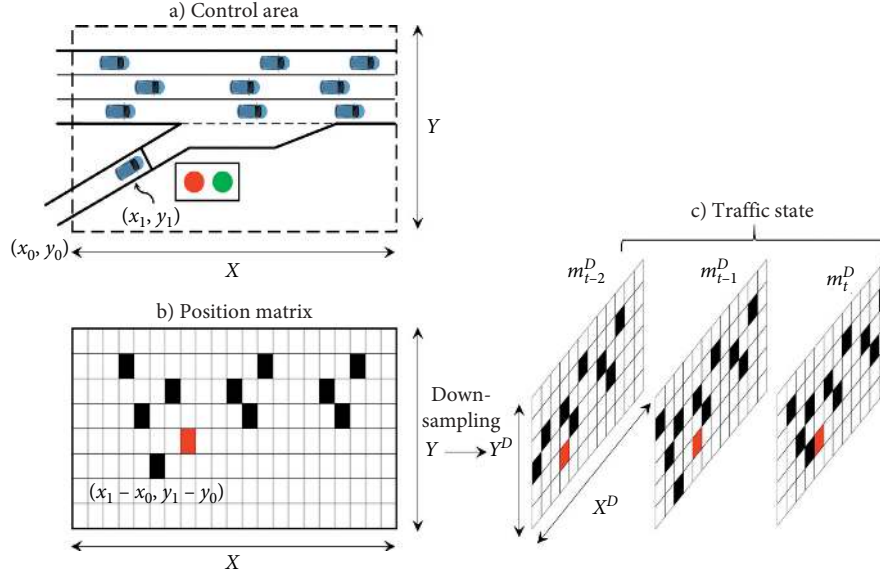 a) Control area
Y
(x₁, y₁)
(x₀, y₀)
X
b) Position matrix
(x₁ – x₀, y₁ – y₀)
Y
X
Down-
sampling
c) Traffic state
m^D_{t–2}
m^D_{t–1}
m^D_t
Y^D
X^D